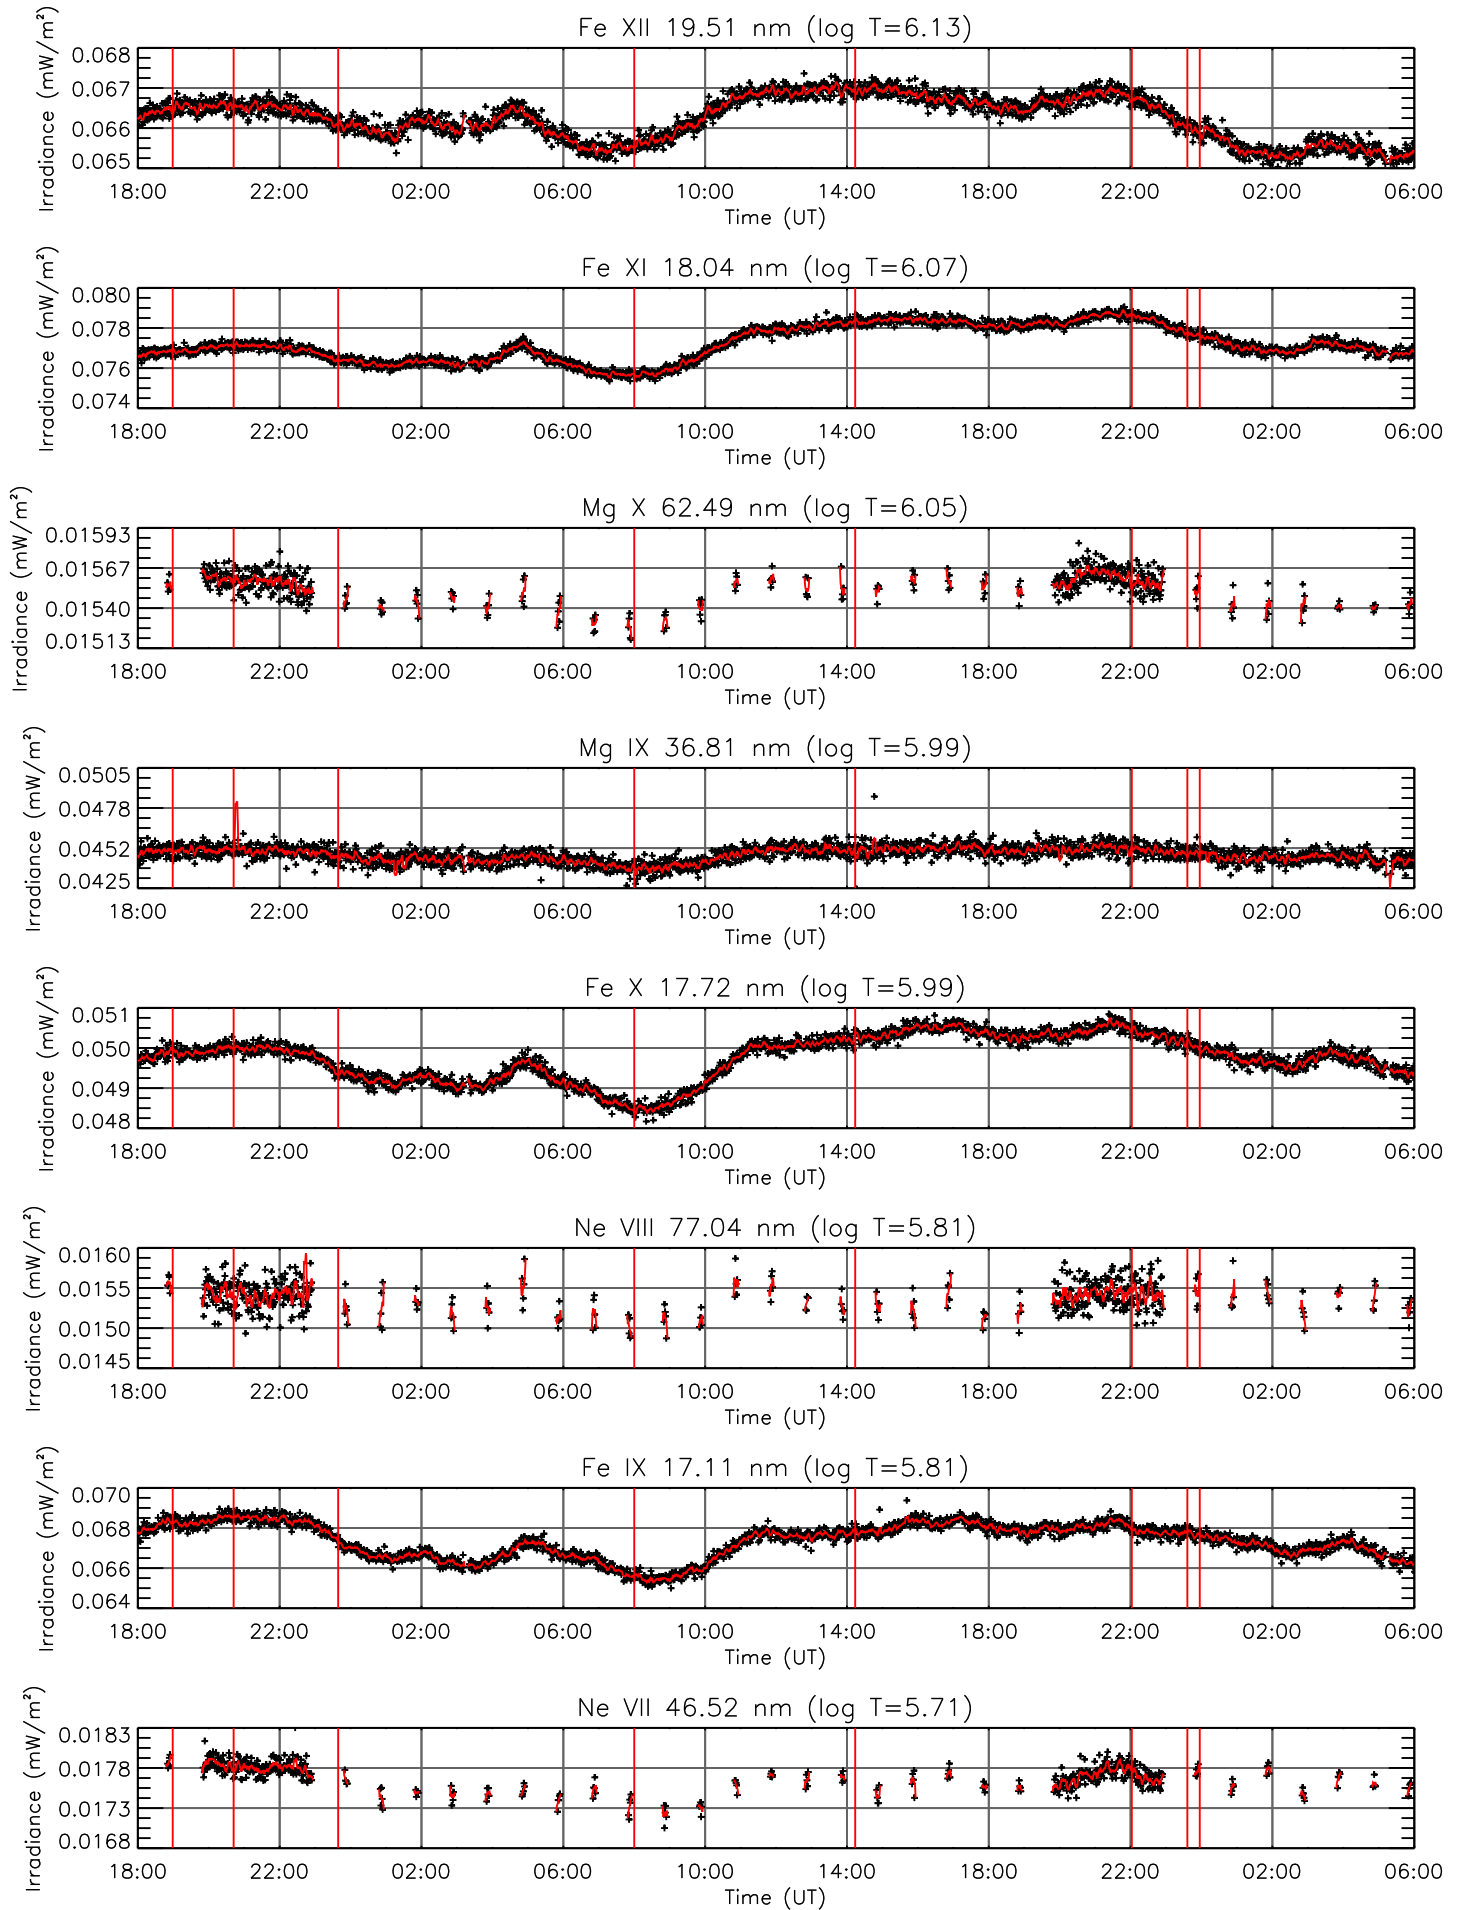 Fe XII 19.51 nm (log T=6.13)
Irradiance (mW/m²)
0.068
0.067
0.066
0.065
18:00 22:00 02:00 06:00 10:00 14:00 18:00 22:00 02:00 06:00
Time (UT)
Fe XI 18.04 nm (log T=6.07)
Irradiance (mW/m²)
0.080
0.078
0.076
0.074
18:00 22:00 02:00 06:00 10:00 14:00 18:00 22:00 02:00 06:00
Time (UT)
Mg X 62.49 nm (log T=6.05)
Irradiance (mW/m²)
0.01593
0.01567
0.01540
0.01513
18:00 22:00 02:00 06:00 10:00 14:00 18:00 22:00 02:00 06:00
Time (UT)
Mg IX 36.81 nm (log T=5.99)
Irradiance (mW/m²)
0.0505
0.0478
0.0452
0.0425
18:00 22:00 02:00 06:00 10:00 14:00 18:00 22:00 02:00 06:00
Time (UT)
Fe X 17.72 nm (log T=5.99)
Irradiance (mW/m²)
0.051
0.050
0.049
0.048
18:00 22:00 02:00 06:00 10:00 14:00 18:00 22:00 02:00 06:00
Time (UT)
Ne VIII 77.04 nm (log T=5.81)
Irradiance (mW/m²)
0.0160
0.0155
0.0150
0.0145
18:00 22:00 02:00 06:00 10:00 14:00 18:00 22:00 02:00 06:00
Time (UT)
Fe IX 17.11 nm (log T=5.81)
Irradiance (mW/m²)
0.070
0.068
0.066
0.064
18:00 22:00 02:00 06:00 10:00 14:00 18:00 22:00 02:00 06:00
Time (UT)
Ne VII 46.52 nm (log T=5.71)
Irradiance (mW/m²)
0.0183
0.0178
0.0173
0.0168
18:00 22:00 02:00 06:00 10:00 14:00 18:00 22:00 02:00 06:00
Time (UT)